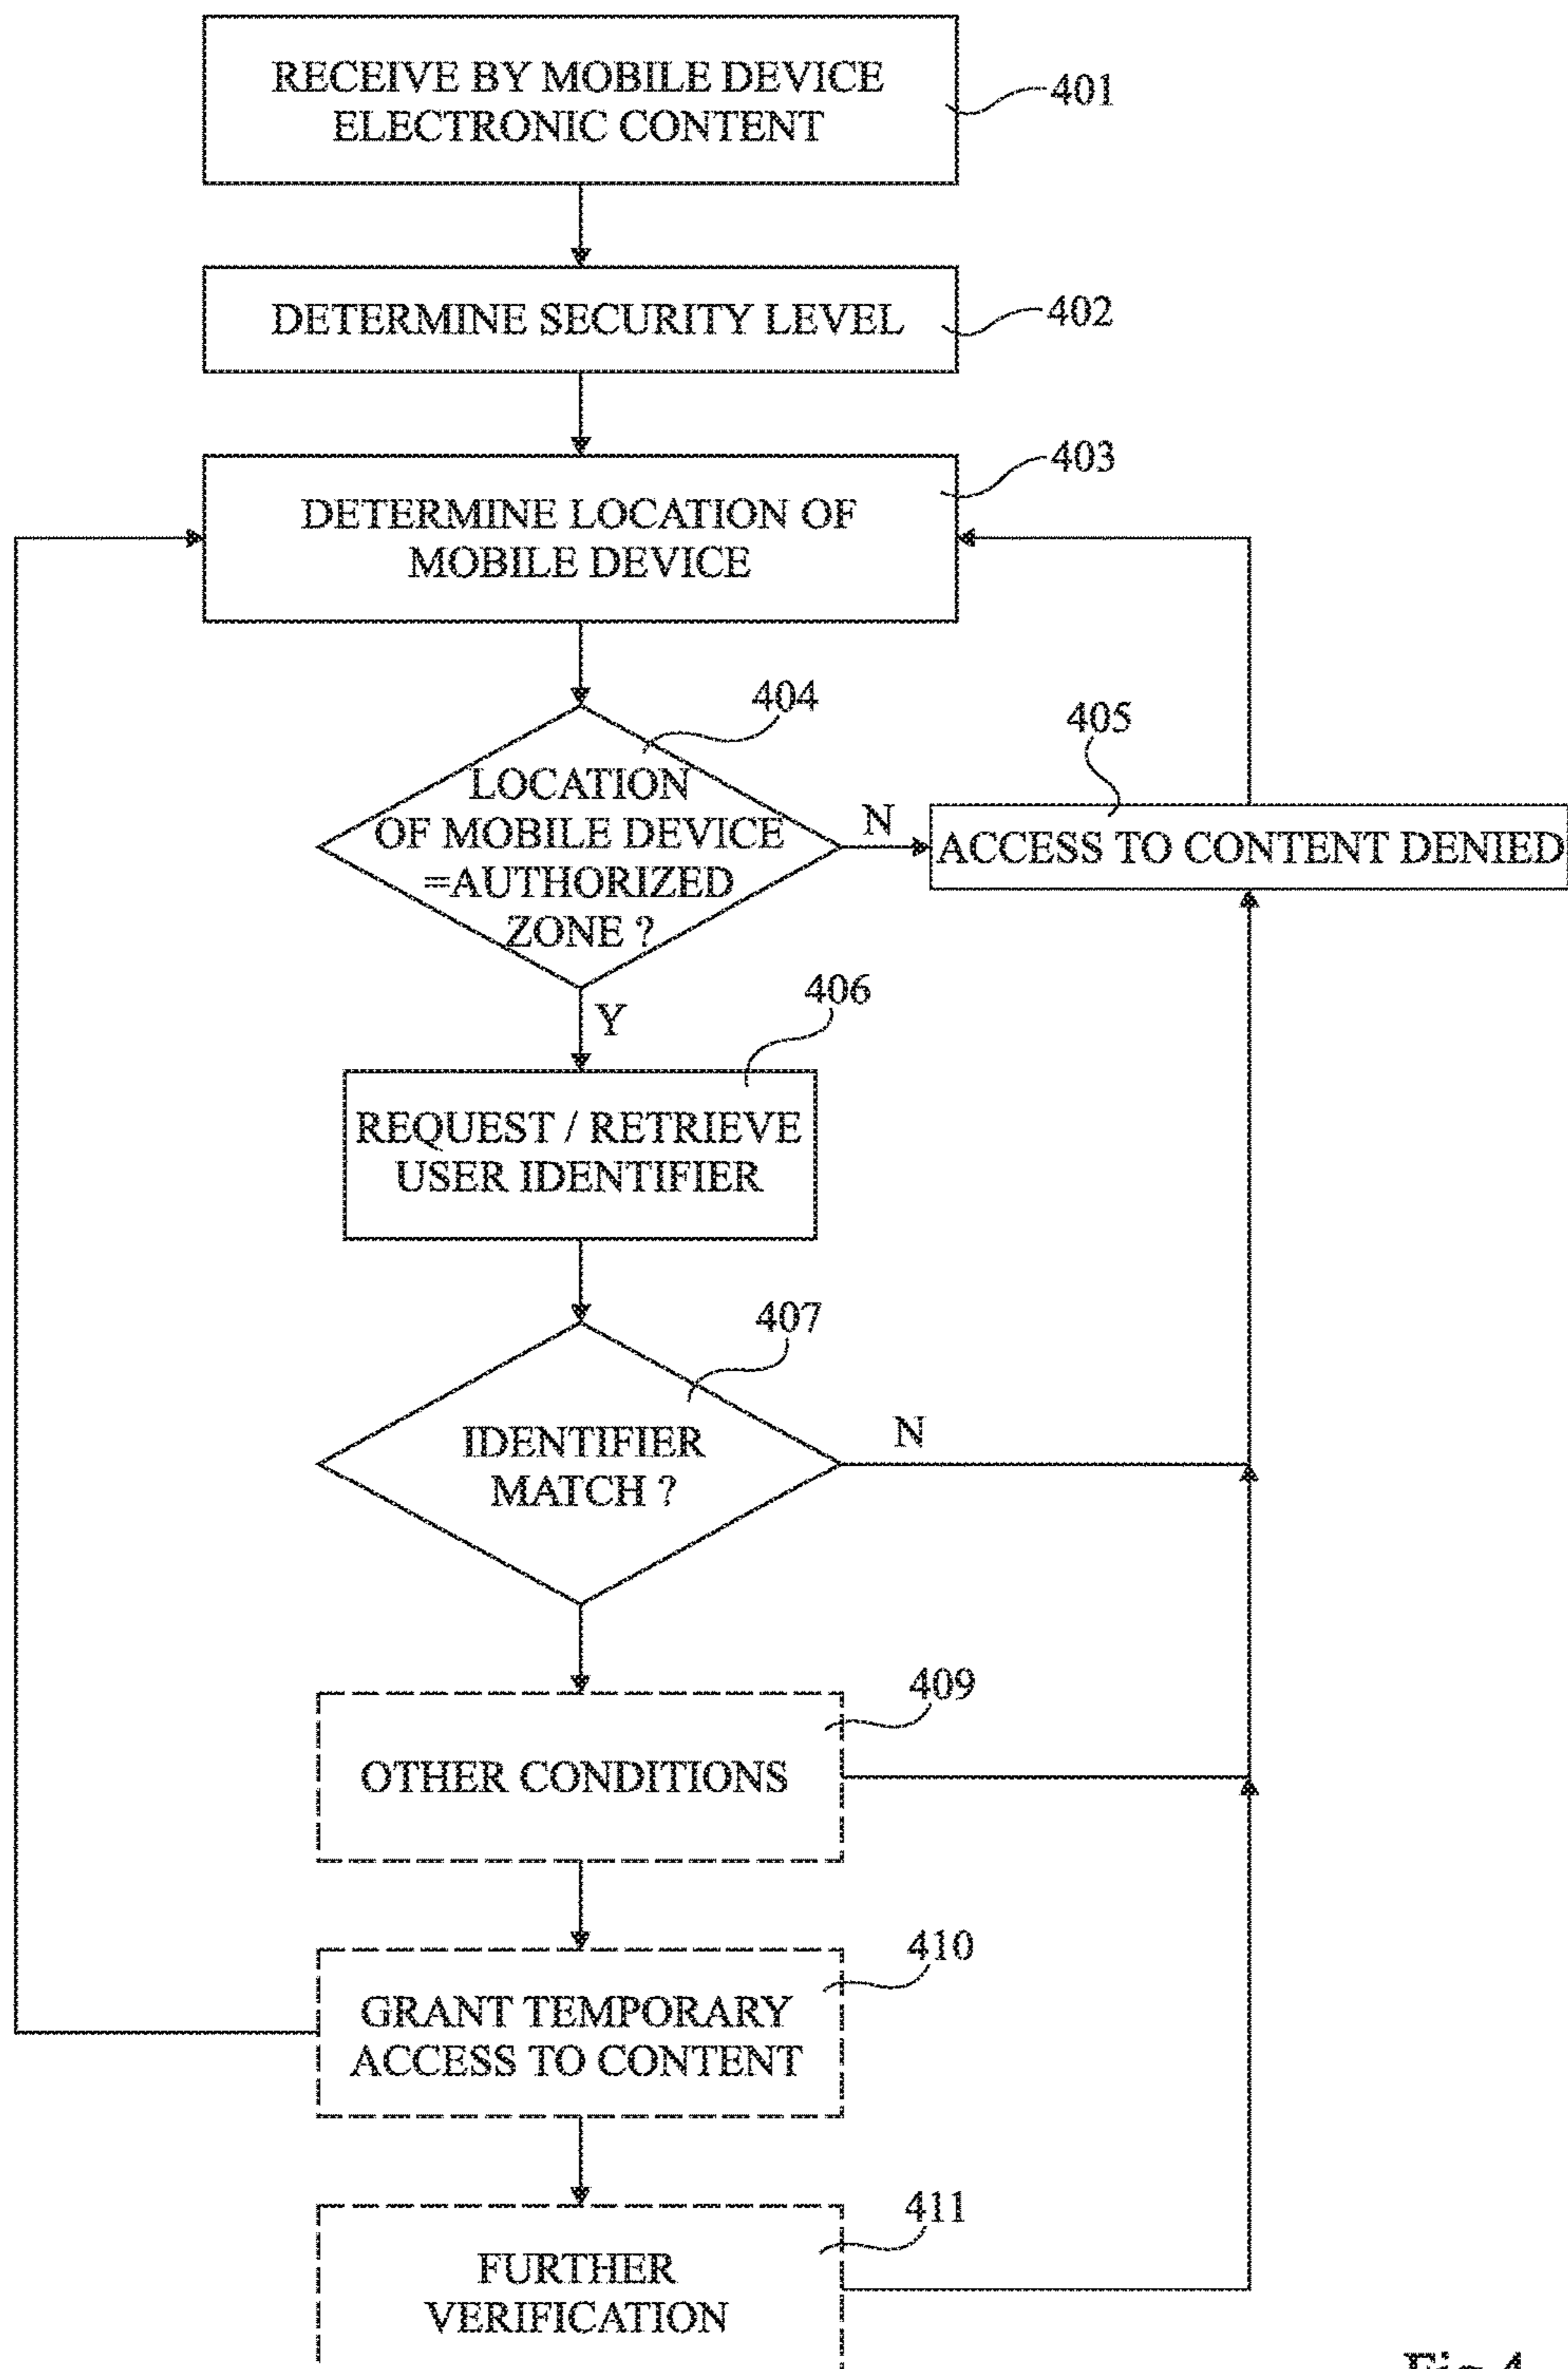 RECEIVE BY MOBILE DEVICE
ELECTRONIC CONTENT
401
DETERMINE SECURITY LEVEL
402
403
DETERMINE LOCATION OF
MOBILE DEVICE
404
LOCATION
OF MOBILE DEVICE
=AUTHORIZED
ZONE ?
N
405
ACCESS TO CONTENT DENIED
Y
406
REQUEST / RETRIEVE
USER IDENTIFIER
407
IDENTIFIER
MATCH ?
N
409
OTHER CONDITIONS
410
GRANT TEMPORARY
ACCESS TO CONTENT
411
FURTHER
VERIFICATION
Fig 4